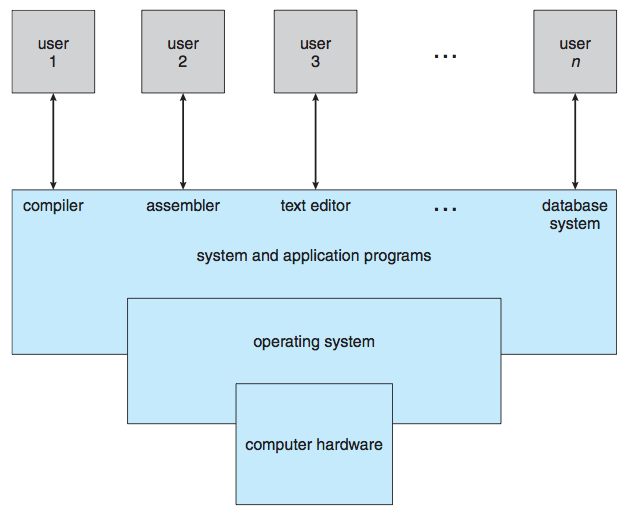 user
1
user
2
user
3
...
user
n
compiler
assembler
text editor
...
database
system
system and application programs
operating system
computer hardware